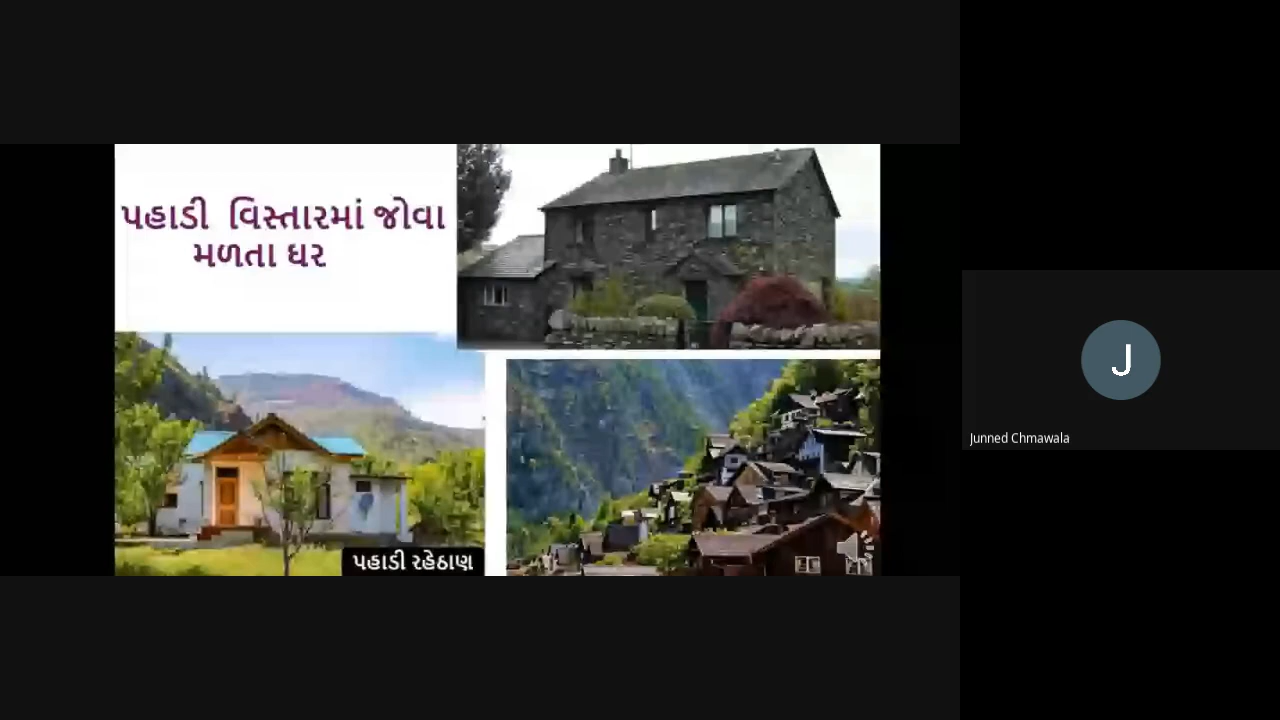 પહાડી વિસ્તારમાં જોવા
મળતા ઘર
પહાડી રહેઠાણ
J
Junned Chmawala